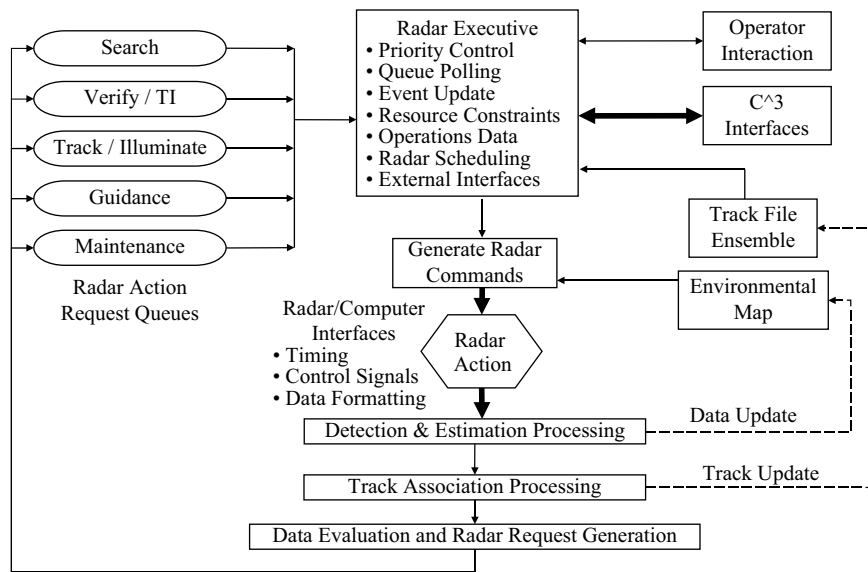 Search
Verify / TI
Track / Illuminate
Guidance
Maintenance
Radar Action
Request Queues
Radar Executive
• Priority Control
• Queue Polling
• Event Update
• Resource Constraints
• Operations Data
• Radar Scheduling
• External Interfaces
Operator
Interaction
C^3
Interfaces
Track File
Ensemble
Generate Radar
Commands
Environmental
Map
Radar/Computer
Interfaces
• Timing
• Control Signals
• Data Formatting
Radar
Action
Detection & Estimation Processing
Data Update
Track Association Processing
Track Update
Data Evaluation and Radar Request Generation